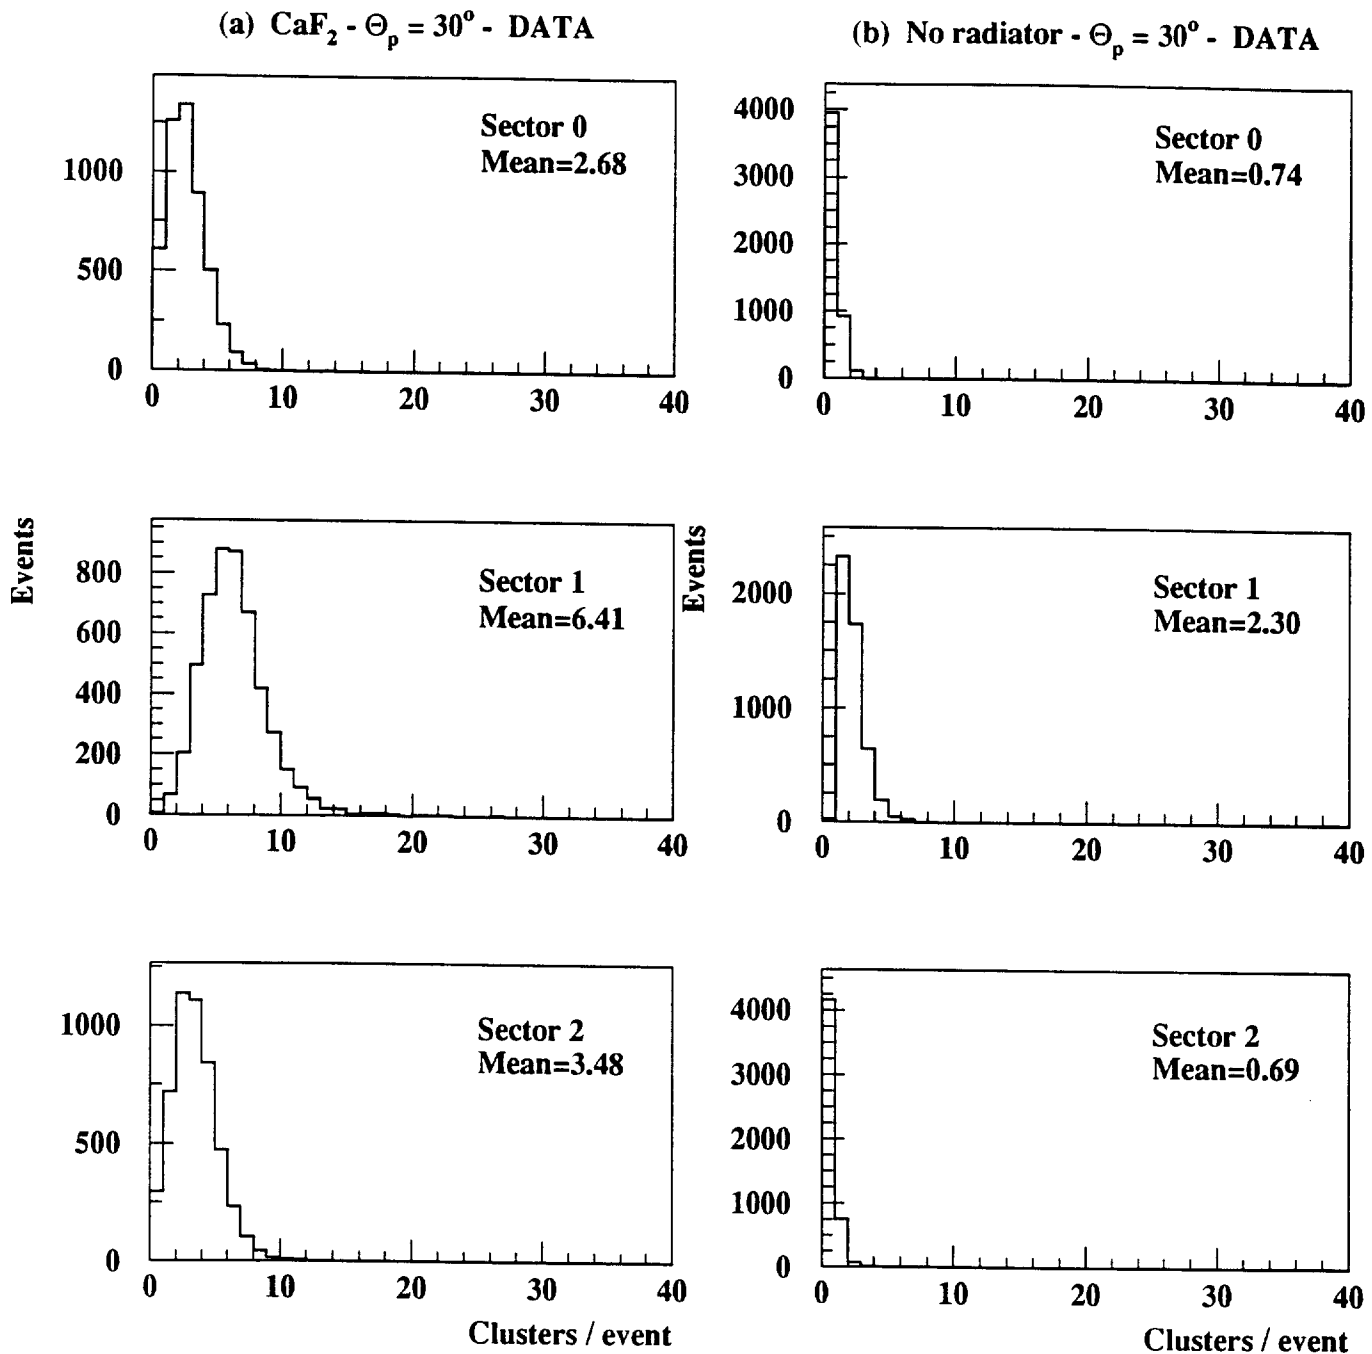 (a) CaF₂ - Θₚ = 30° - DATA
(b) No radiator - Θₚ = 30° - DATA
Sector 0
Mean=2.68
1000
500
0
0 10 20 30 40
Sector 0
Mean=0.74
4000
3000
2000
1000
0
0 10 20 30 40
Events
Sector 1
Mean=6.41
800
600
400
200
0
0 10 20 30 40
Events
Sector 1
Mean=2.30
2000
1000
0
0 10 20 30 40
Sector 2
Mean=3.48
1000
500
0
0 10 20 30 40
Clusters / event
Sector 2
Mean=0.69
4000
3000
2000
1000
0
0 10 20 30 40
Clusters / event